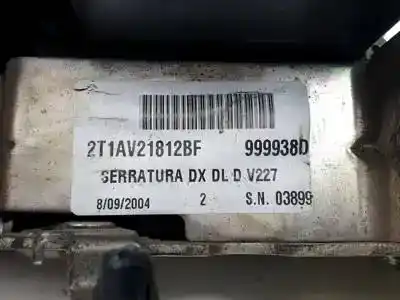 2T1AV21812BF 999938D
SERRATURA DX DL D V227
8/09/2004 2 S.N. 03899